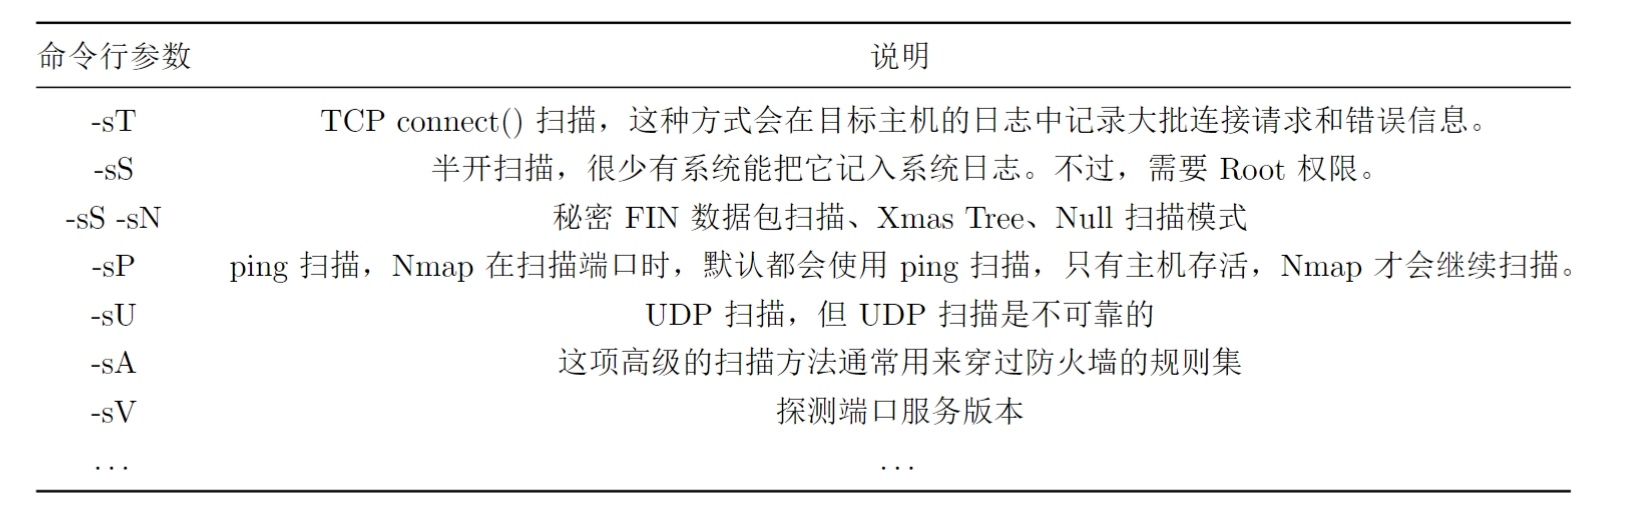 命令行参数 说明
-sT TCP connect() 扫描，这种方式会在目标主机的日志中记录大批连接请求和错误信息。
-sS 半开扫描，很少有系统能把它记入系统日志。不过，需要 Root 权限。
-sS -sN 秘密 FIN 数据包扫描、Xmas Tree、Null 扫描模式
-sP ping 扫描，Nmap 在扫描端口时，默认都会使用 ping 扫描，只有主机存活，Nmap 才会继续扫描。
-sU UDP 扫描，但 UDP 扫描是不可靠的
-sA 这项高级的扫描方法通常用来穿过防火墙的规则集
-sV 探测端口服务版本
... ...